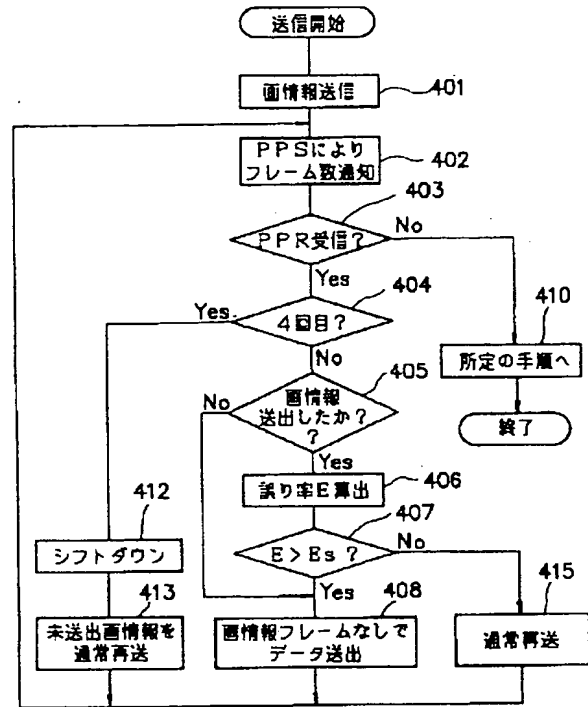 送信開始
画情報送信
401
PPSにより
フレーム数通知
402
403
PPR受信?
No
Yes
404
Yes
4回目?
No
410
所定の手順へ
405
No
画情報
送出したか?
?
終了
Yes
誤り率E算出
406
407
412
シフトダウン
E>Es?
No
Yes
413
408
415
未送出画情報を
通常再送
画情報フレームなしで
データ送出
通常再送